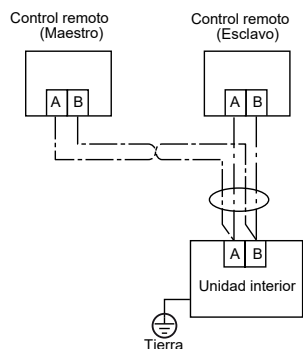 Control remoto
(Maestro)
Control remoto
(Esclavo)
A B
A B
A B
Unidad interior
Tierra